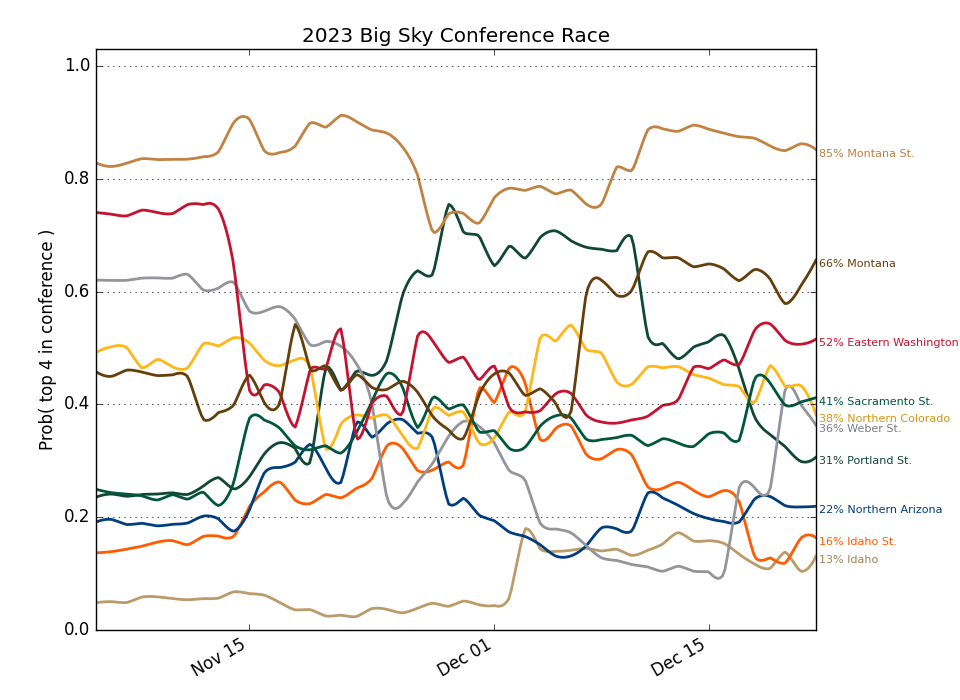 2023 Big Sky Conference Race
Prob( top 4 in conference )
1.0
0.8
0.6
0.4
0.2
0.0
Nov 15
Dec 01
Dec 15
85% Montana St.
66% Montana
52% Eastern Washington
41% Sacramento St.
38% Northern Colorado
36% Weber St.
31% Portland St.
22% Northern Arizona
16% Idaho St.
13% Idaho